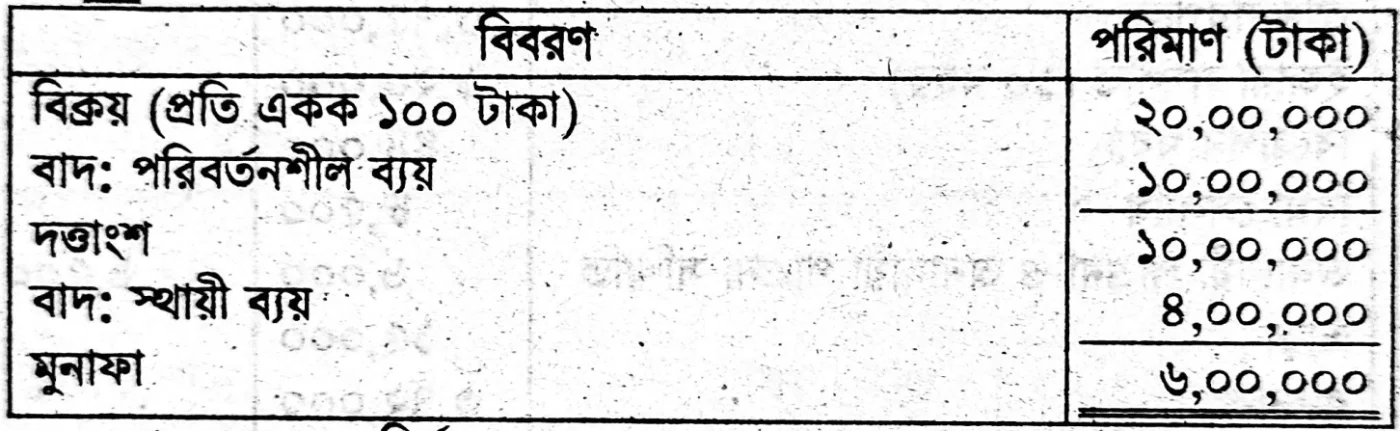 বিবরণ পরিমাণ (টাকা)
বিক্রয় (প্রতি একক ১০০ টাকা) ২০,০০,০০০
বাদ: পরিবর্তনশীল ব্যয় ১০,০০,০০০
দত্তাংশ ১০,০০,০০০
বাদ: স্থায়ী ব্যয় ৪,০০,০০০
মুনাফা ৬,০০,০০০